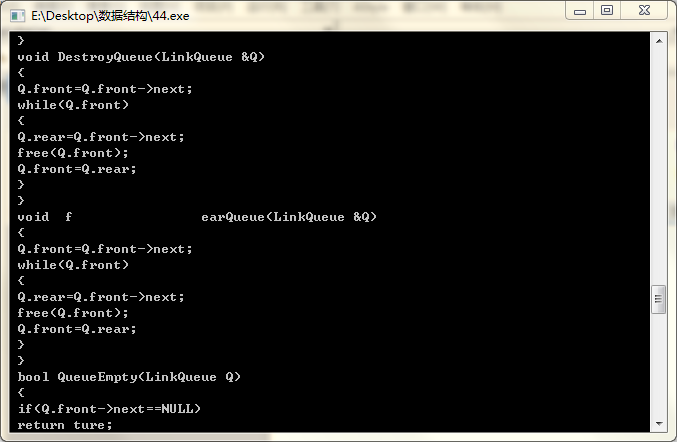 E:\Desktop\数据结构\44.exe
}
void DestroyQueue(LinkQueue &Q)
{
Q.front=Q.front->next;
while(Q.front)
{
Q.rear=Q.front->next;
free(Q.front);
Q.front=Q.rear;
}
}
void  f                earQueue(LinkQueue &Q)
{
Q.front=Q.front->next;
while(Q.front)
{
Q.rear=Q.front->next;
free(Q.front);
Q.front=Q.rear;
}
}
bool QueueEmpty(LinkQueue Q)
{
if(Q.front->next==NULL)
return ture;